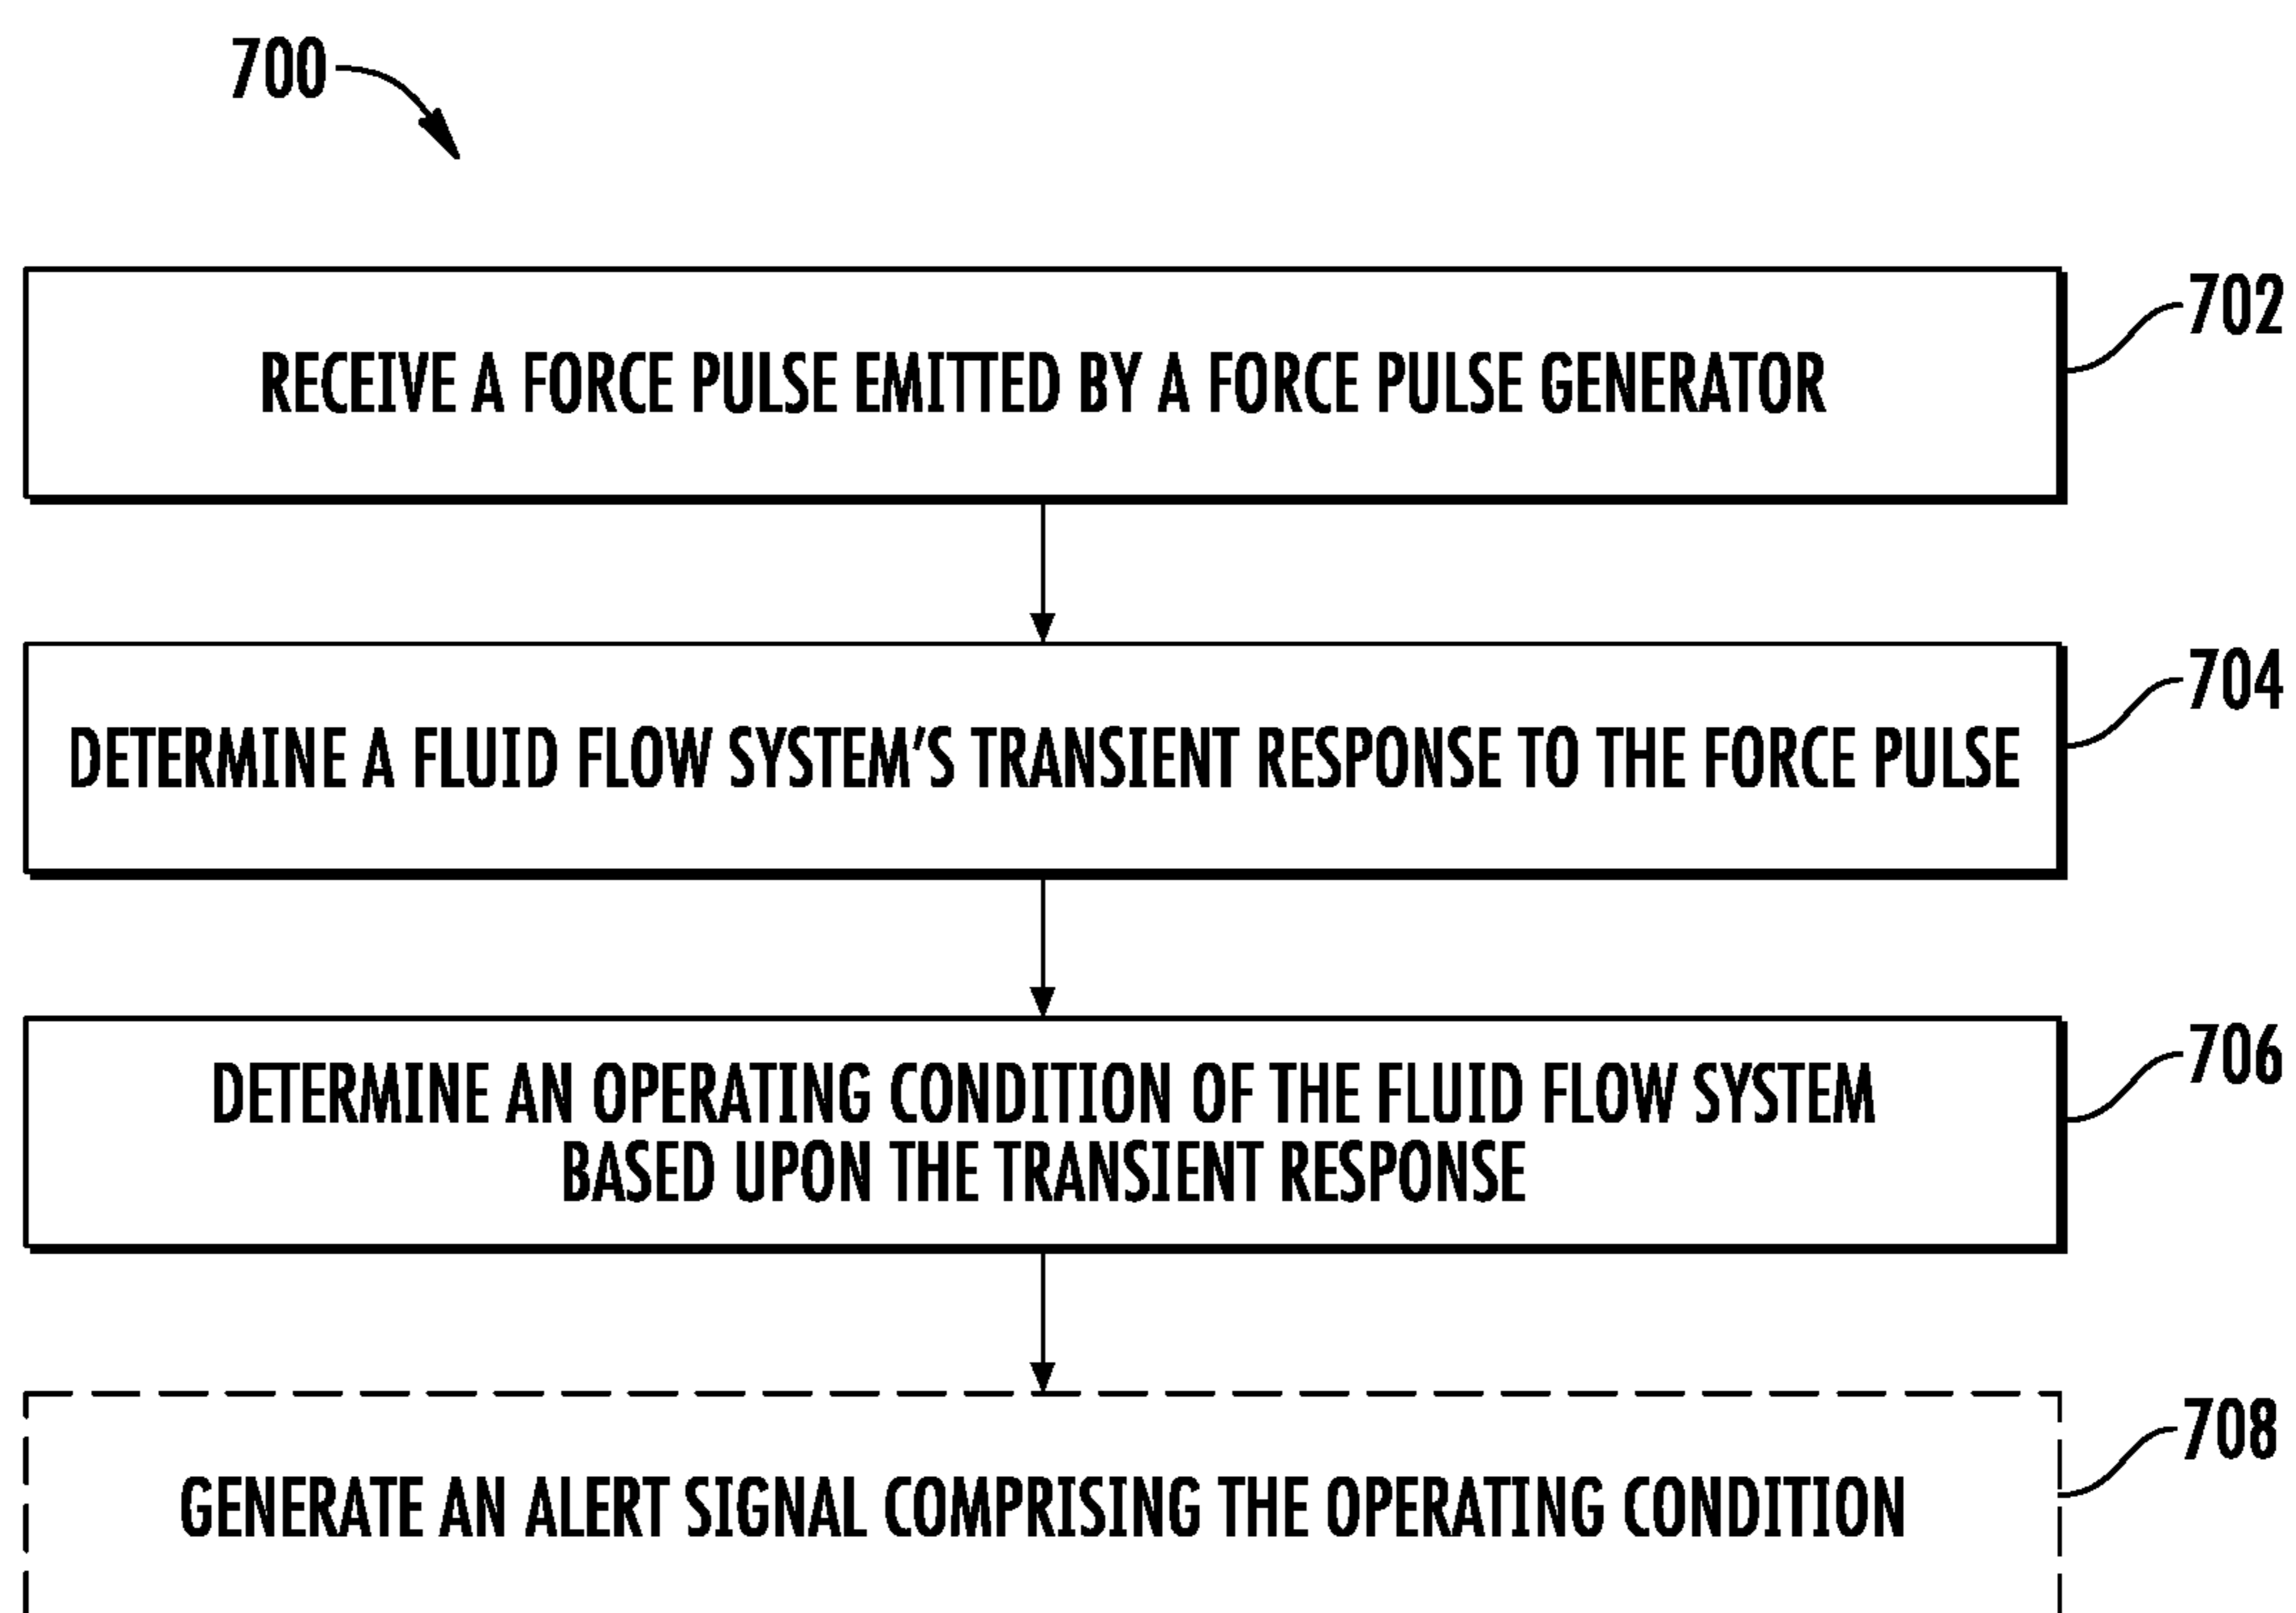 700
RECEIVE A FORCE PULSE EMITTED BY A FORCE PULSE GENERATOR
702
DETERMINE A FLUID FLOW SYSTEM'S TRANSIENT RESPONSE TO THE FORCE PULSE
704
DETERMINE AN OPERATING CONDITION OF THE FLUID FLOW SYSTEM
BASED UPON THE TRANSIENT RESPONSE
706
GENERATE AN ALERT SIGNAL COMPRISING THE OPERATING CONDITION
708